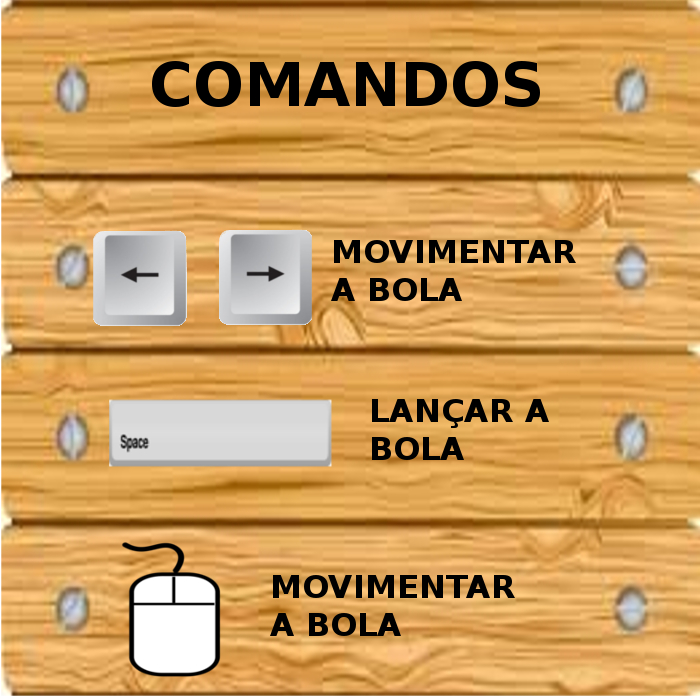 COMANDOS
MOVIMENTAR
A BOLA
Space
LANÇAR A
BOLA
MOVIMENTAR
A BOLA